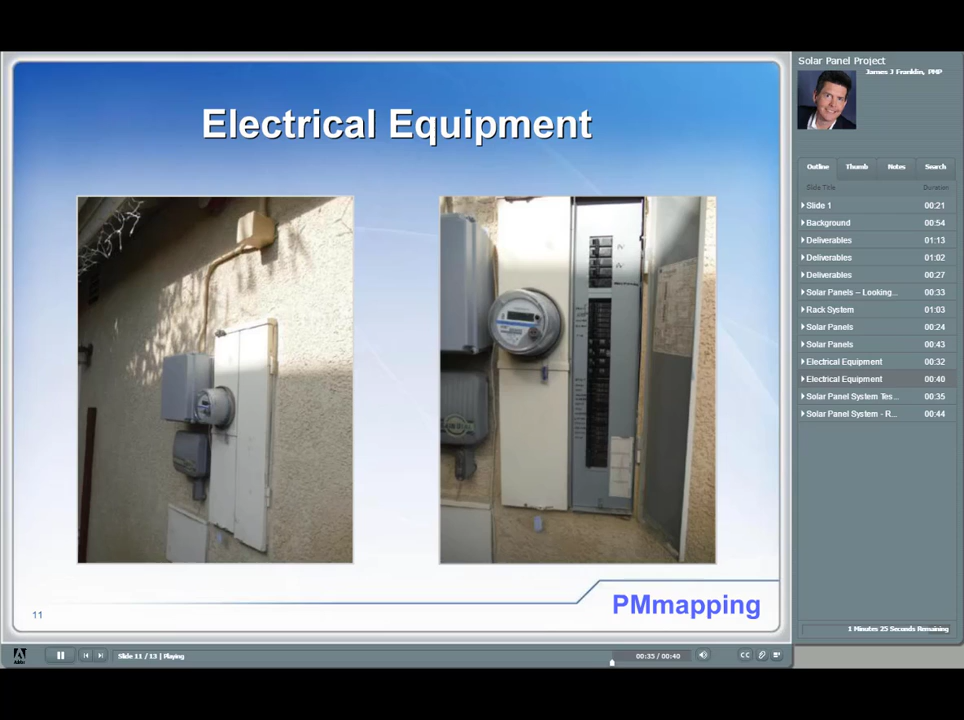 Electrical Equipment
11
PMmapping
Solar Panel Project
James J Franklin, PMP
Outline Thumb Notes Search
Slide Title Duration
Slide 1 00:21
Background 00:54
Deliverables 01:13
Deliverables 01:02
Deliverables 00:27
Solar Panels – Looking... 00:33
Rack System 01:03
Solar Panels 00:24
Solar Panels 00:43
Electrical Equipment 00:32
Electrical Equipment 00:40
Solar Panel System Tes... 00:35
Solar Panel System - R... 00:44
1 Minutes 25 Seconds Remaining
Slide 11 / 13 | Playing
00:35 / 00:40
CC